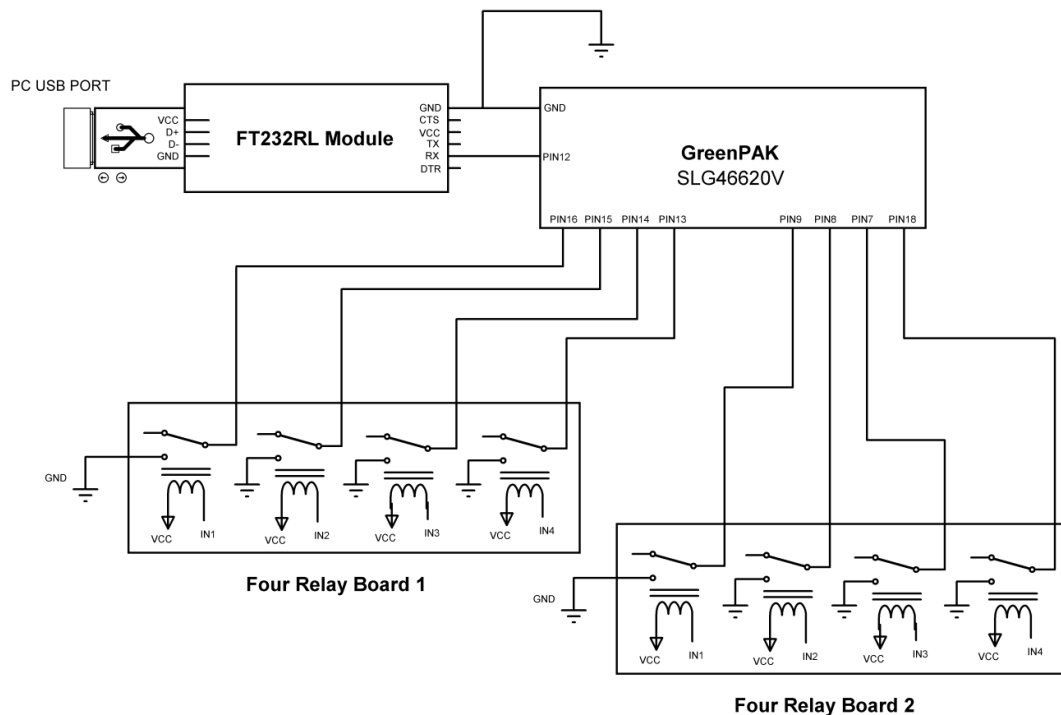 PC USB PORT
VCC
D+
D-
GND
FT232RL Module
GND
CTS
VCC
TX
RX
DTR
GND
PIN12
GreenPAK
SLG46620V
PIN16 PIN15 PIN14 PIN13 PIN9 PIN8 PIN7 PIN18
GND
VCC IN1 VCC IN2 VCC IN3 VCC IN4
Four Relay Board 1
GND
VCC IN1 VCC IN2 VCC IN3 VCC IN4
Four Relay Board 2